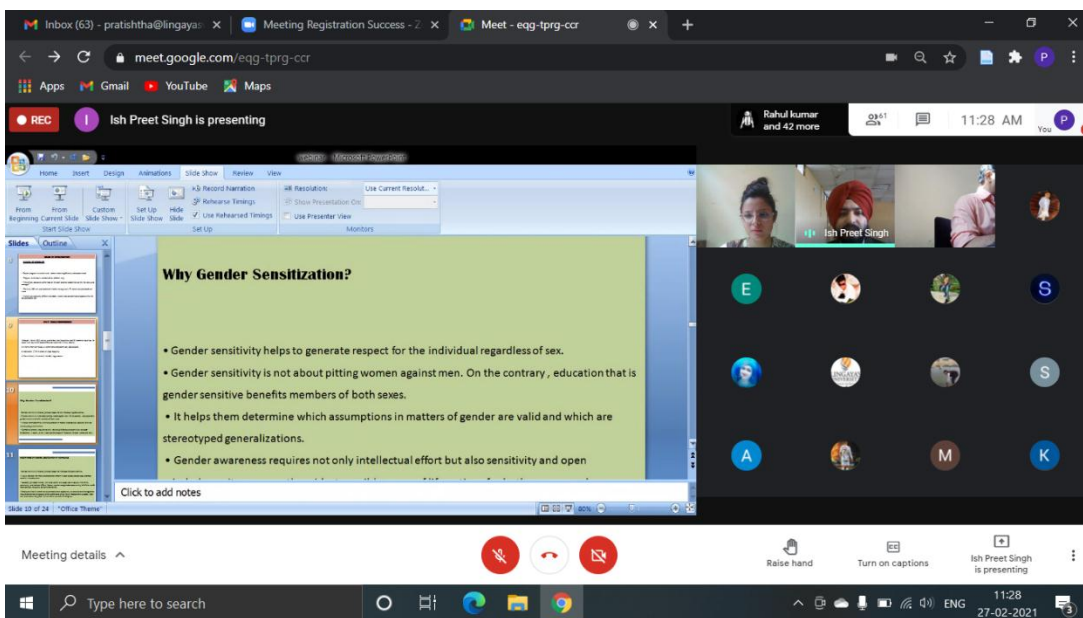 Inbox (63) - pratishtha@lingayas
Meeting Registration Success - Z
Meet - eqg-tprg-ccr
meet.google.com/eqg-tprg-ccr
P
Apps
Gmail
YouTube
Maps
REC
I
Ish Preet Singh is presenting
Rahul kumar
and 42 more
61
11:28 AM
You
P
webinar - Microsoft PowerPoint
Home Insert Design Animations Slide Show Review View
From Beginning
From Current Slide
Custom Slide Show
Start Slide Show
Set Up Slide Show
Hide Slide
Record Narration
Rehearse Timings
Use Rehearsed Timings
Set Up
Resolution:
Use Current Resolut...
Show Presentation On:
Use Presenter View
Monitors
Slides Outline X
10
11
Why Gender Sensitization?
• Gender sensitivity helps to generate respect for the individual regardless of sex.
• Gender sensitivity is not about pitting women against men. On the contrary , education that is
gender sensitive benefits members of both sexes.
• It helps them determine which assumptions in matters of gender are valid and which are
stereotyped generalizations.
• Gender awareness requires not only intellectual effort but also sensitivity and open
Click to add notes
Slide 10 of 24 "Office Theme"
80%
Ish Preet Singh
E
S
S
A
M
K
Meeting details
Raise hand
Turn on captions
Ish Preet Singh
is presenting
Type here to search
ENG
11:28
27-02-2021
3